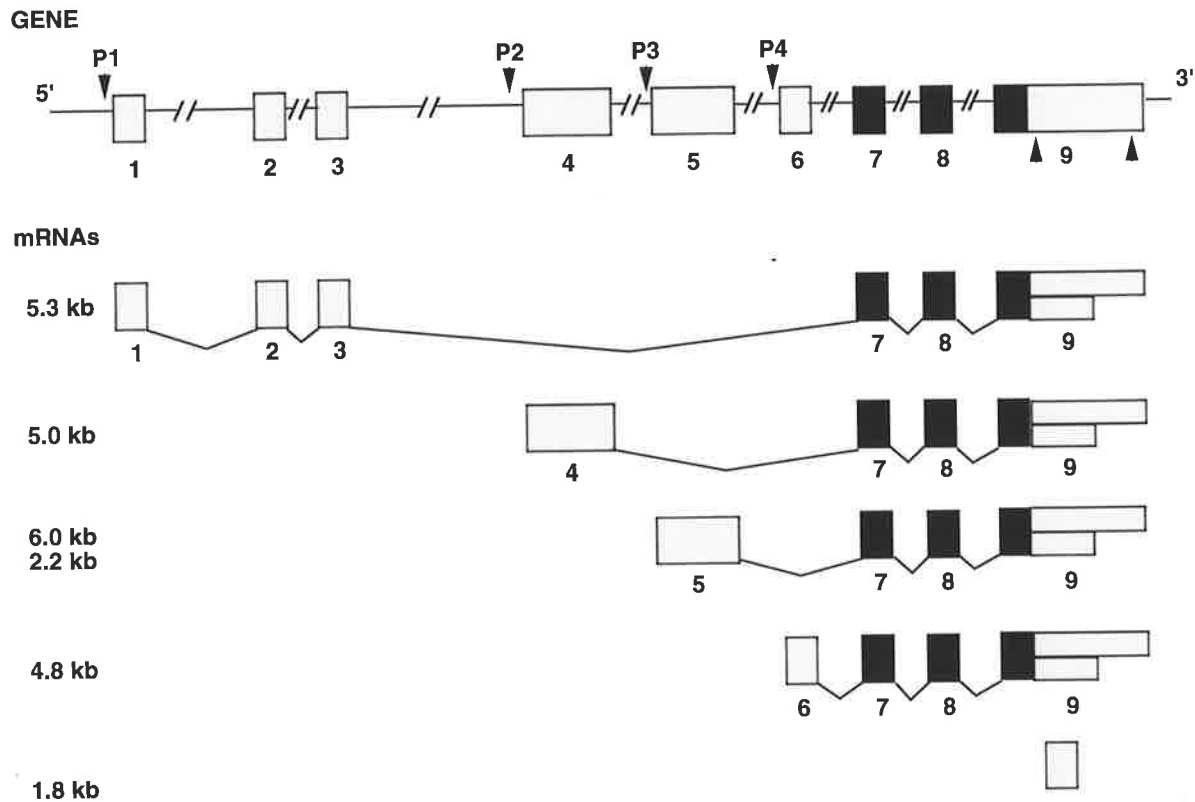 GENE
P1 P2 P3 P4
5' 3'
1 2 3 4 5 6 7 8 9
mRNAs
5.3 kb
1 2 3 7 8 9
5.0 kb
4 7 8 9
6.0 kb
2.2 kb
5 7 8 9
4.8 kb
6 7 8 9
1.8 kb